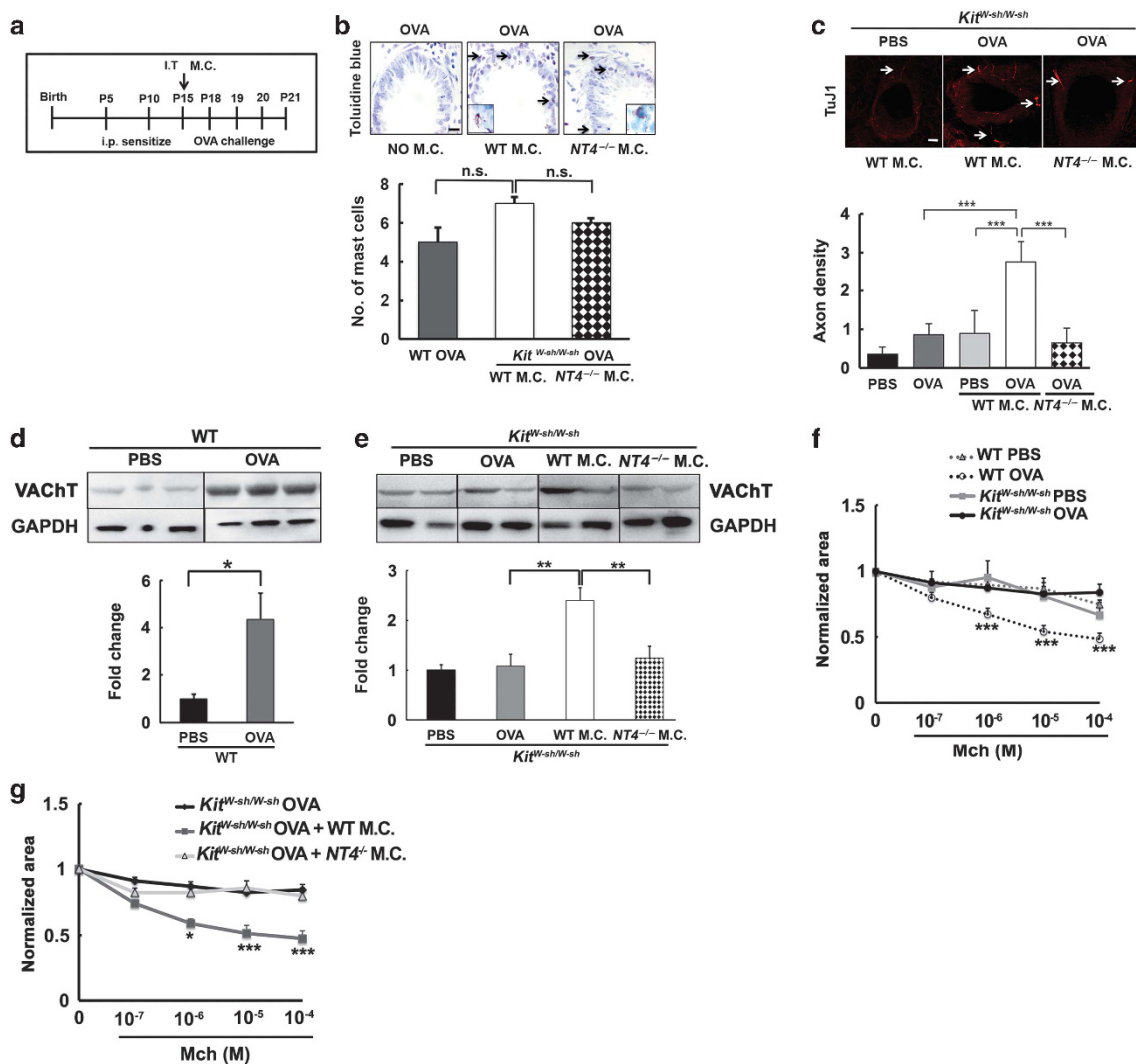 a
I.T M.C.
Birth P5 P10 P15 P18 19 20 P21
i.p. sensitize OVA challenge
b
OVA OVA OVA
Toluidine blue
NO M.C. WT M.C. NT4–/– M.C.
n.s. n.s.
No. of mast cells
8
6
4
2
0
WT OVA
Kit W-sh/W-sh OVA
WT M.C. NT4–/– M.C.
c
KitW-sh/W-sh
PBS OVA OVA
TuJ1
WT M.C. WT M.C. NT4–/– M.C.
***
*** ***
Axon density
4
3
2
1
0
PBS OVA PBS OVA OVA
WT M.C. NT4–/– M.C.
d
WT
PBS OVA
VAChT
GAPDH
*
Fold change
6
4
2
0
PBS OVA
WT
e
KitW-sh/W-sh
PBS OVA WT M.C. NT4–/– M.C.
VAChT
GAPDH
** **
Fold change
3
2
1
0
PBS OVA WT M.C. NT4–/– M.C.
KitW-sh/W-sh
f
WT PBS
WT OVA
KitW-sh/W-sh PBS
KitW-sh/W-sh OVA
Normalized area
1.5
1
0.5
0
*** *** ***
0 10-7 10-6 10-5 10-4
Mch (M)
g
KitW-sh/W-sh OVA
KitW-sh/W-sh OVA + WT M.C.
KitW-sh/W-sh OVA + NT4-/- M.C.
Normalized area
1.5
1
0.5
0
* *** ***
0 10-7 10-6 10-5 10-4
Mch (M)